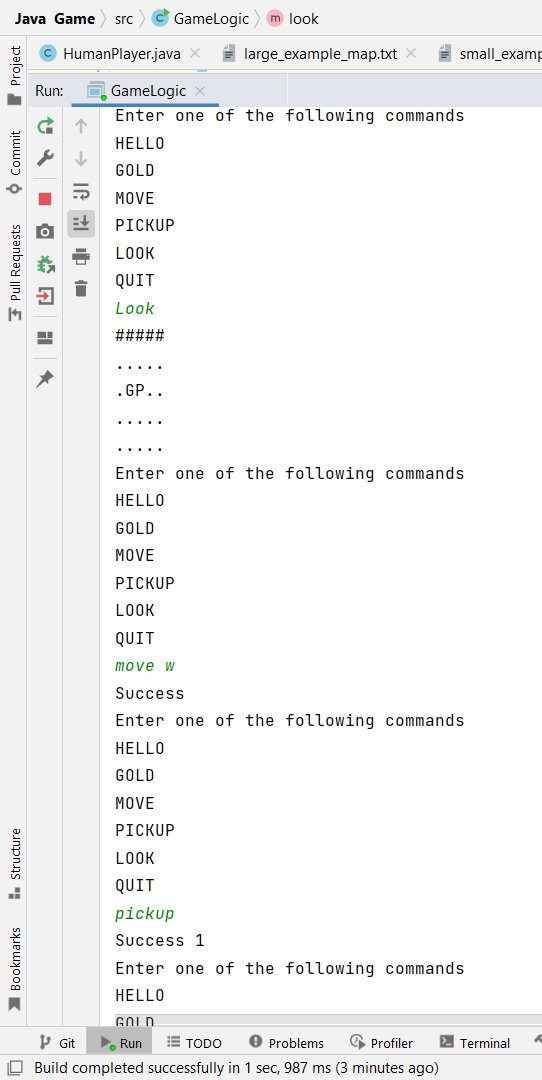 Java Game src GameLogic look
HumanPlayer.java large_example_map.txt small_examp
Run: GameLogic
Project
Commit
Pull Requests
Structure
Bookmarks
Enter one of the following commands
HELLO
GOLD
MOVE
PICKUP
LOOK
QUIT
Look
#####
.....
.GP..
.....
.....
Enter one of the following commands
HELLO
GOLD
MOVE
PICKUP
LOOK
QUIT
move w
Success
Enter one of the following commands
HELLO
GOLD
MOVE
PICKUP
LOOK
QUIT
pickup
Success 1
Enter one of the following commands
HELLO
GOLD
Git Run TODO Problems Profiler Terminal
Build completed successfully in 1 sec, 987 ms (3 minutes ago)